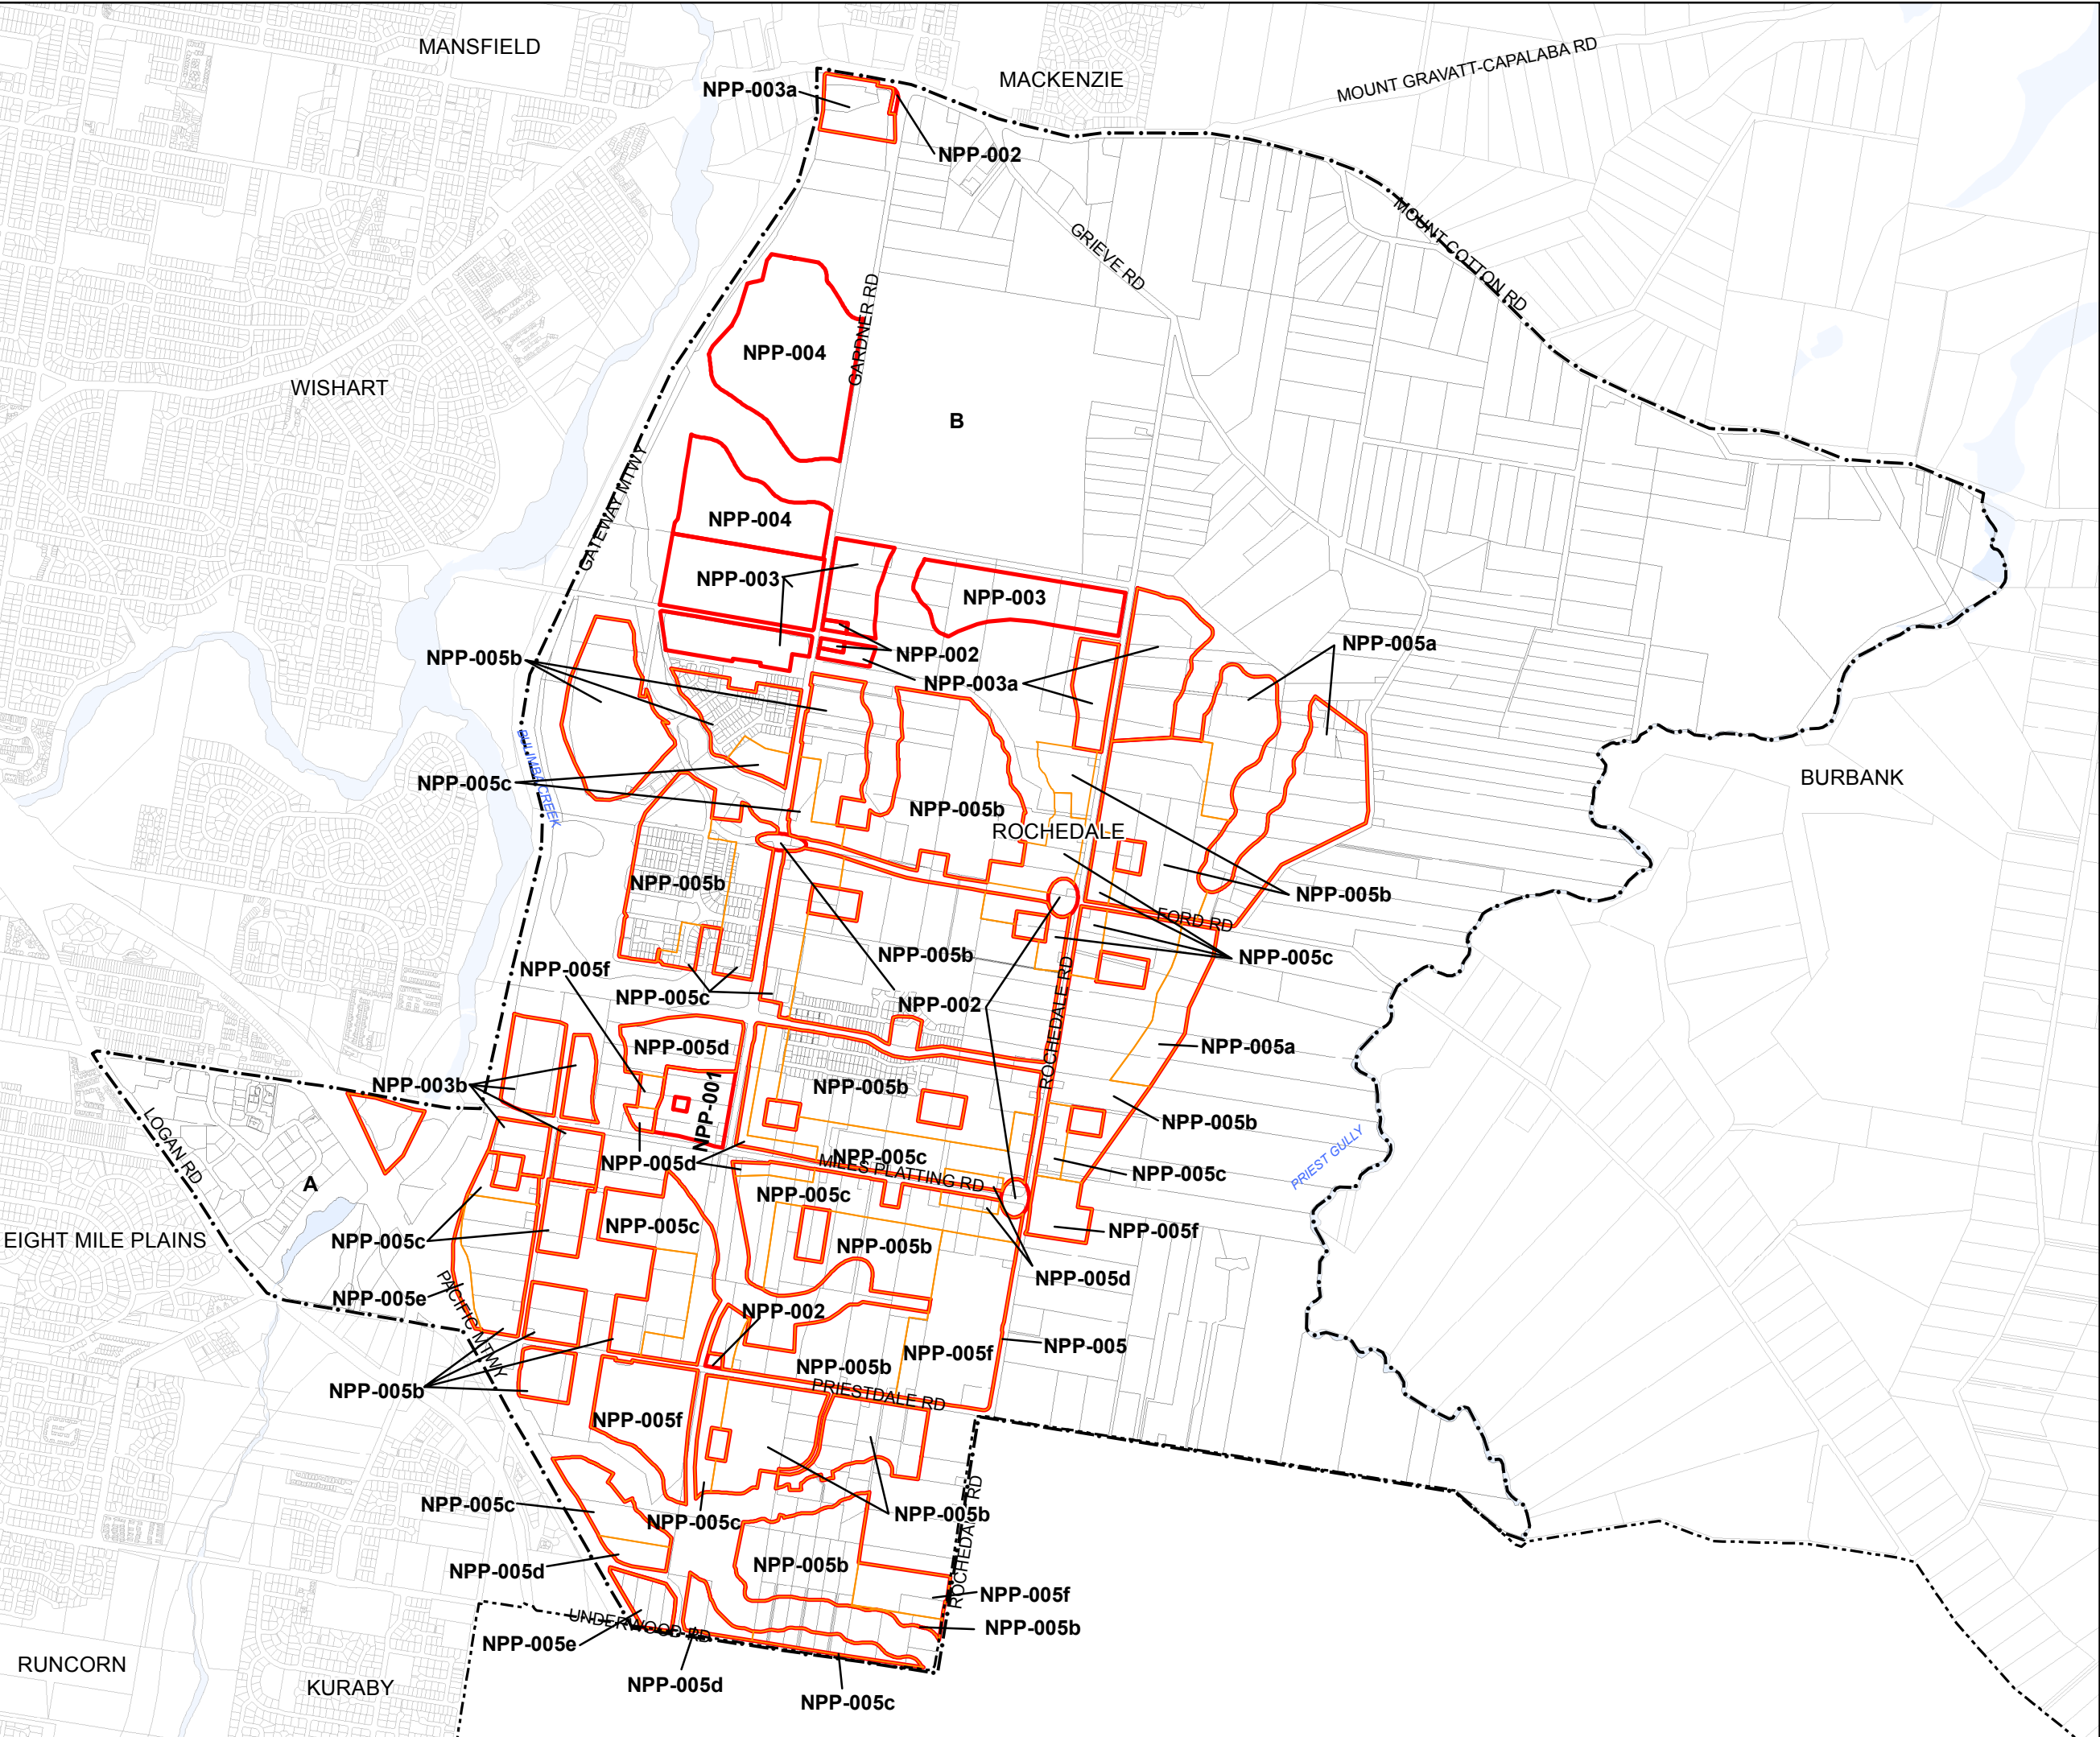 MANSFIELD
MACKENZIE
MOUNT GRAVATT-CAPALABA RD
NPP-003a
NPP-002
MOUNT COTTON RD
GRIEVE RD
GARDNER RD
NPP-004
WISHART
B
GATEWAY MTWY
NPP-004
NPP-003
NPP-003
NPP-005a
NPP-002
NPP-005b
NPP-003a
BULIMBA CREEK
NPP-005c
BURBANK
NPP-005b
ROCHEDALE
NPP-005b
NPP-005b
FORD RD
NPP-005b
NPP-005c
NPP-005f
NPP-005c
NPP-002
ROCHEDALE RD
NPP-005d
NPP-005a
NPP-003b
NPP-005b
NPP-001
NPP-005b
LOGAN RD
NPP-005d
NPP-005c
MILES PLATTING RD
NPP-005c
PRIEST GULLY
A
NPP-005c
NPP-005c
NPP-005f
EIGHT MILE PLAINS
NPP-005c
NPP-005b
NPP-005d
NPP-005e
PACIFIC MTWY
NPP-002
NPP-005
NPP-005f
NPP-005b
NPP-005b
PRIESTDALE RD
NPP-005f
NPP-005c
NPP-005b
NPP-005c
ROCHEDALE RD
NPP-005d
NPP-005b
NPP-005f
UNDERWOOD RD
NPP-005b
NPP-005e
RUNCORN
NPP-005d
KURABY
NPP-005c